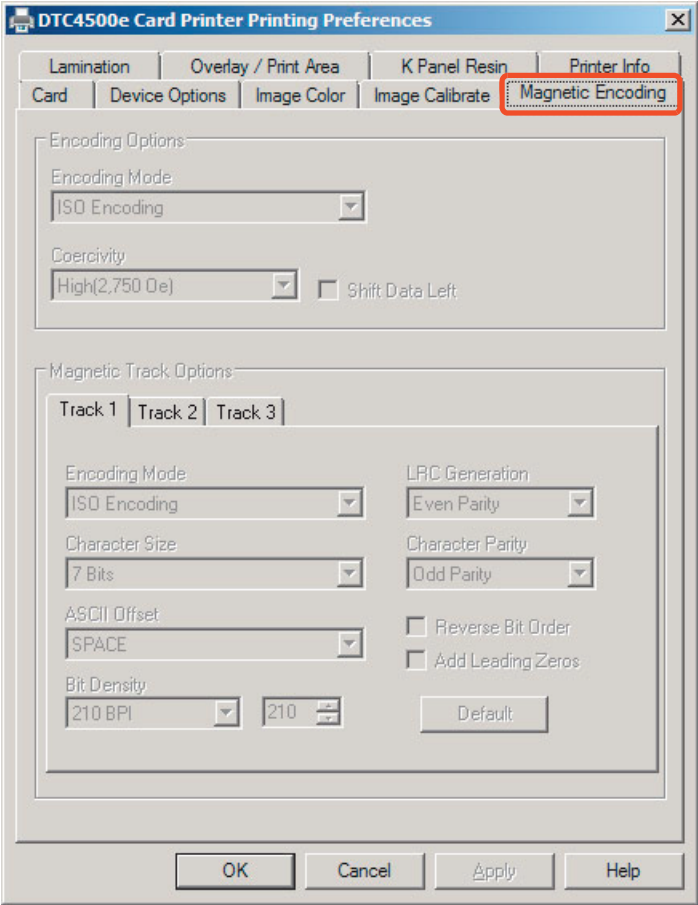 DTC4500e Card Printer Printing Preferences
Lamination Overlay / Print Area K Panel Resin Printer Info
Card Device Options Image Color Image Calibrate Magnetic Encoding
Encoding Options
Encoding Mode
ISO Encoding
Coercivity
High(2,750 Oe) Shift Data Left
Magnetic Track Options
Track 1 Track 2 Track 3
Encoding Mode LRC Generation
ISO Encoding Even Parity
Character Size Character Parity
7 Bits Odd Parity
ASCII Offset
SPACE
Reverse Bit Order
Add Leading Zeros
Bit Density
210 BPI 210 Default
OK Cancel Apply Help